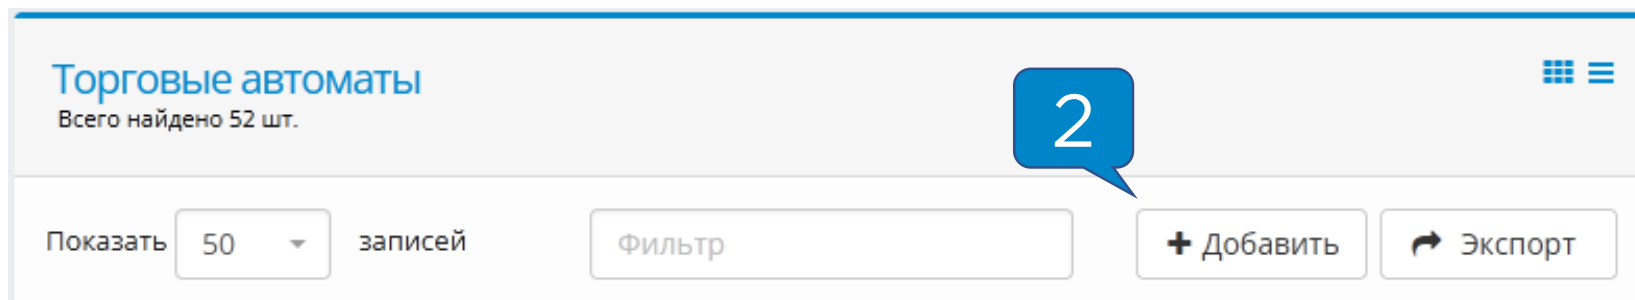 Торговые автоматы
Всего найдено 52 шт.
2
Показать 50 записей Фильтр Добавить Экспорт